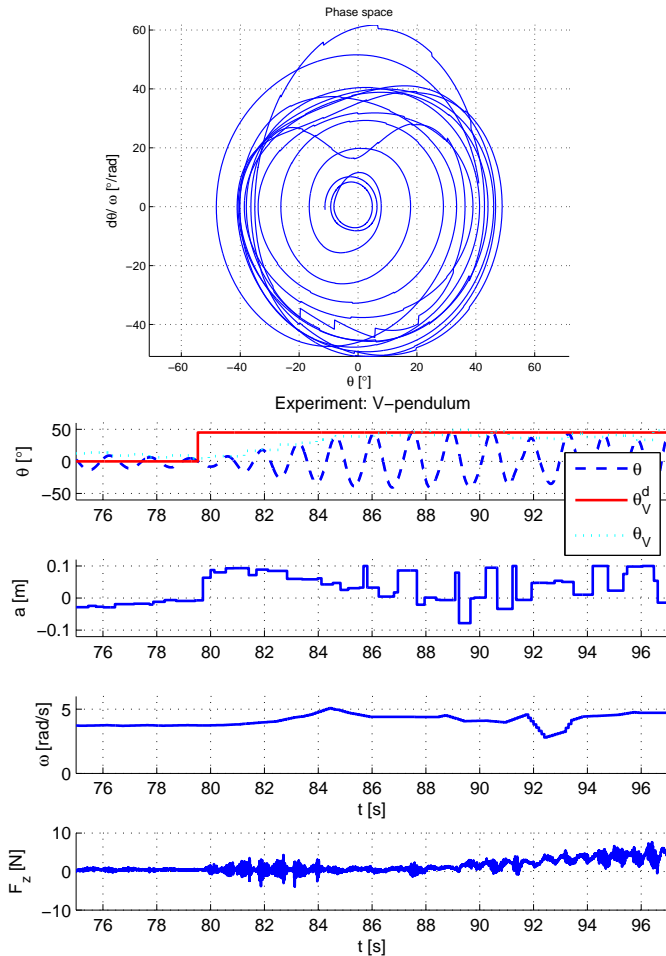 Phase space
60
40
20
0
−20
−40
dθ/ ω [°/rad]
−60 −40 −20 0 20 40 60
θ [°]
Experiment: V−pendulum
50
0
−50
θ [°]
76 78 80 82 84 86 88 90 92 94 96
θ
θ_V^d
θ_V
0.1
0
−0.1
a [m]
76 78 80 82 84 86 88 90 92 94 96
5
0
ω [rad/s]
76 78 80 82 84 86 88 90 92 94 96
t [s]
10
0
−10
F_z [N]
76 78 80 82 84 86 88 90 92 94 96
t [s]